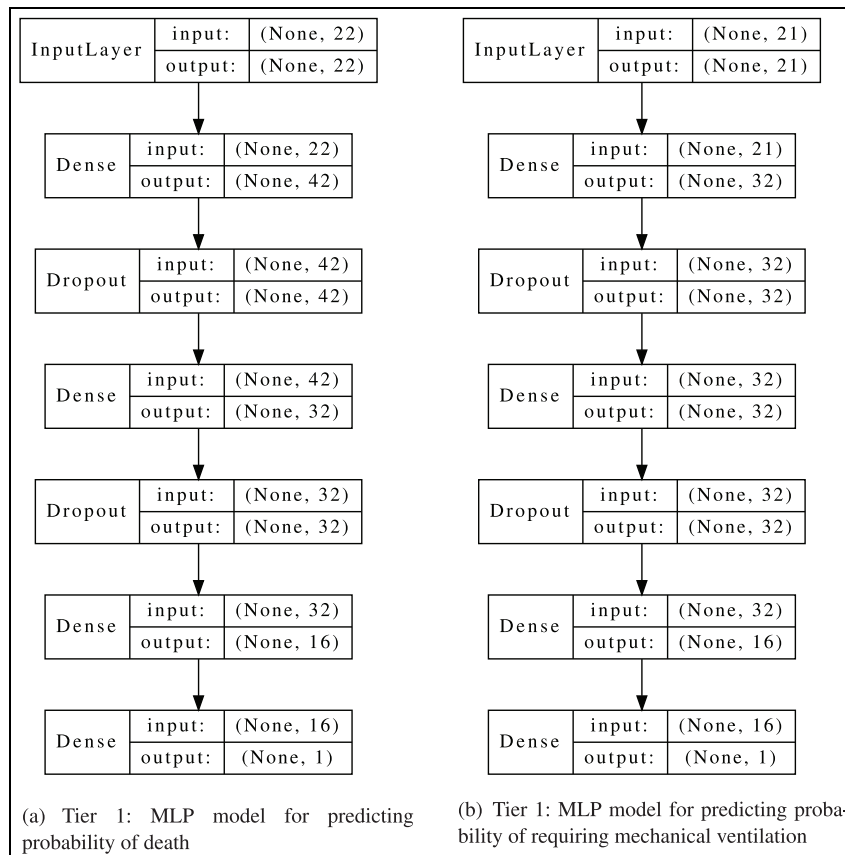 InputLayer
input: (None, 22)
output: (None, 22)
Dense
input: (None, 22)
output: (None, 42)
Dropout
input: (None, 42)
output: (None, 42)
Dense
input: (None, 42)
output: (None, 32)
Dropout
input: (None, 32)
output: (None, 32)
Dense
input: (None, 32)
output: (None, 16)
Dense
input: (None, 16)
output: (None, 1)
(a) Tier 1: MLP model for predicting
probability of death
InputLayer
input: (None, 21)
output: (None, 21)
Dense
input: (None, 21)
output: (None, 32)
Dropout
input: (None, 32)
output: (None, 32)
Dense
input: (None, 32)
output: (None, 32)
Dropout
input: (None, 32)
output: (None, 32)
Dense
input: (None, 32)
output: (None, 16)
Dense
input: (None, 16)
output: (None, 1)
(b) Tier 1: MLP model for predicting proba-
bility of requiring mechanical ventilation